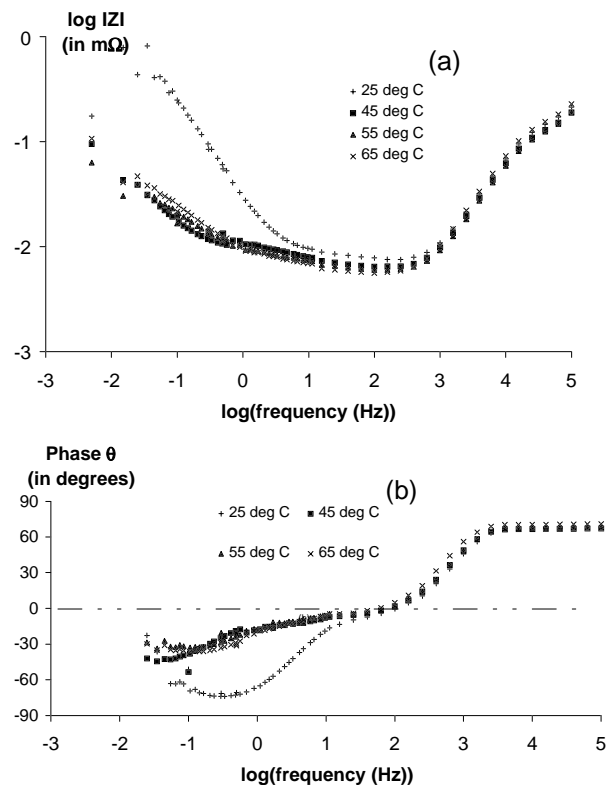 log IZI
(in mΩ)
(a)
25 deg C
45 deg C
55 deg C
65 deg C
0
-1
-2
-3
-3 -2 -1 0 1 2 3 4 5
log(frequency (Hz))
Phase θ
(in degrees)
(b)
25 deg C 45 deg C
55 deg C 65 deg C
90
60
30
0
-30
-60
-90
-3 -2 -1 0 1 2 3 4 5
log(frequency (Hz))